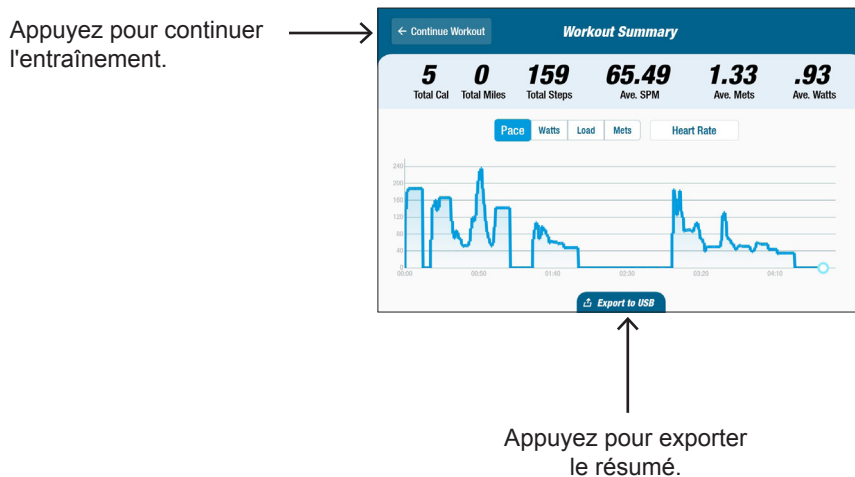 Appuyez pour continuer
l'entraînement.
← Continue Workout
Workout Summary
5 0 159 65.49 1.33 .93
Total Cal Total Miles Total Steps Ave. SPM Ave. Mets Ave. Watts
Pace Watts Load Mets Heart Rate
240
200
160
120
80
40
0
00:00 00:50 01:40 02:30 03:20 04:10
Export to USB
Appuyez pour exporter
le résumé.